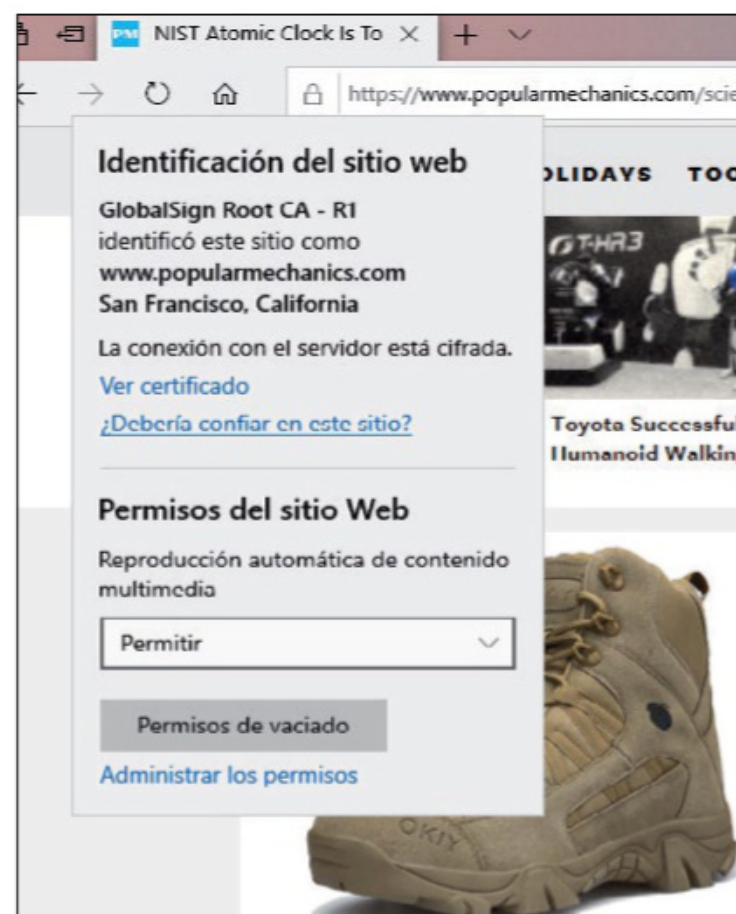 PM NIST Atomic Clock Is To
https://www.popularmechanics.com/scie
OLIDAYS TOO
Identificación del sitio web
GlobalSign Root CA - R1
identificó este sitio como
www.popularmechanics.com
San Francisco, California
La conexión con el servidor está cifrada.
Ver certificado
¿Debería confiar en este sitio?
Permisos del sitio Web
Reproducción automática de contenido
multimedia
Permitir
Permisos de vaciado
Administrar los permisos
T-HR3
Toyota Successful
Humanoid Walkin
OKIY